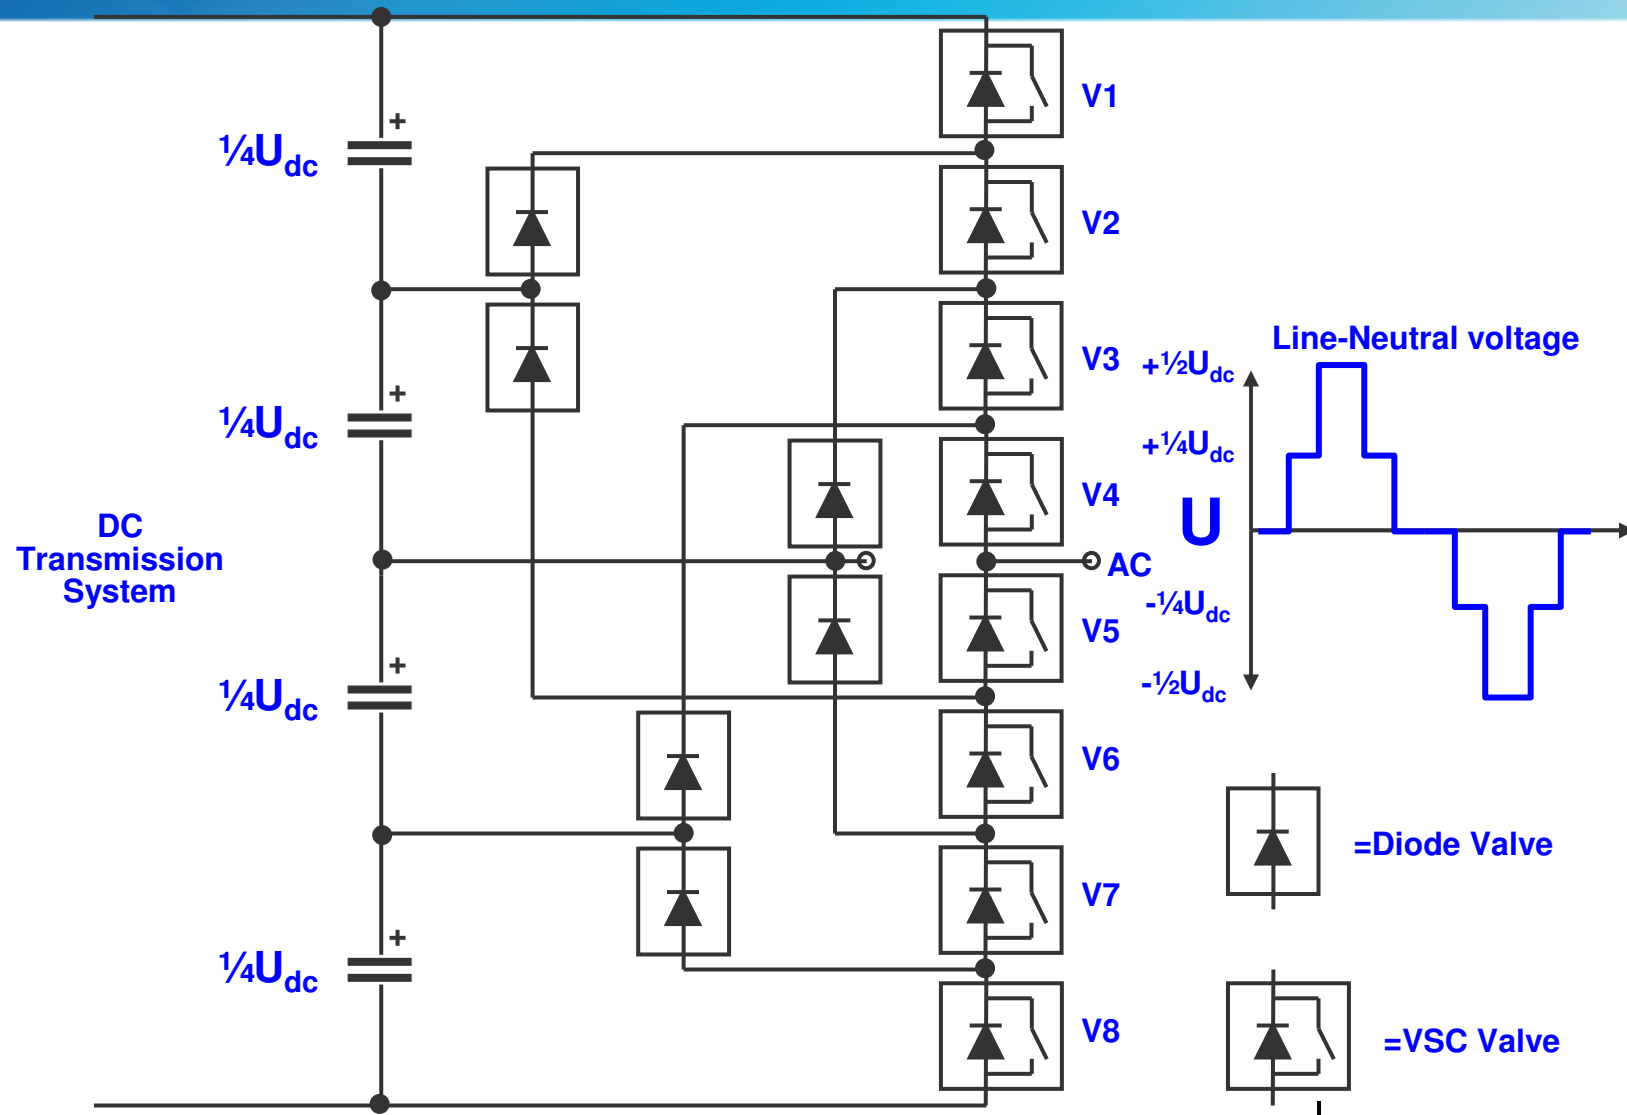 V1
+
¼Udc
V2
+
Line-Neutral voltage
V3
+½Udc
¼Udc
+¼Udc
V4
U
DC
Transmission
System
AC
-¼Udc
V5
+
-½Udc
¼Udc
V6
=Diode Valve
V7
+
¼Udc
V8
=VSC Valve